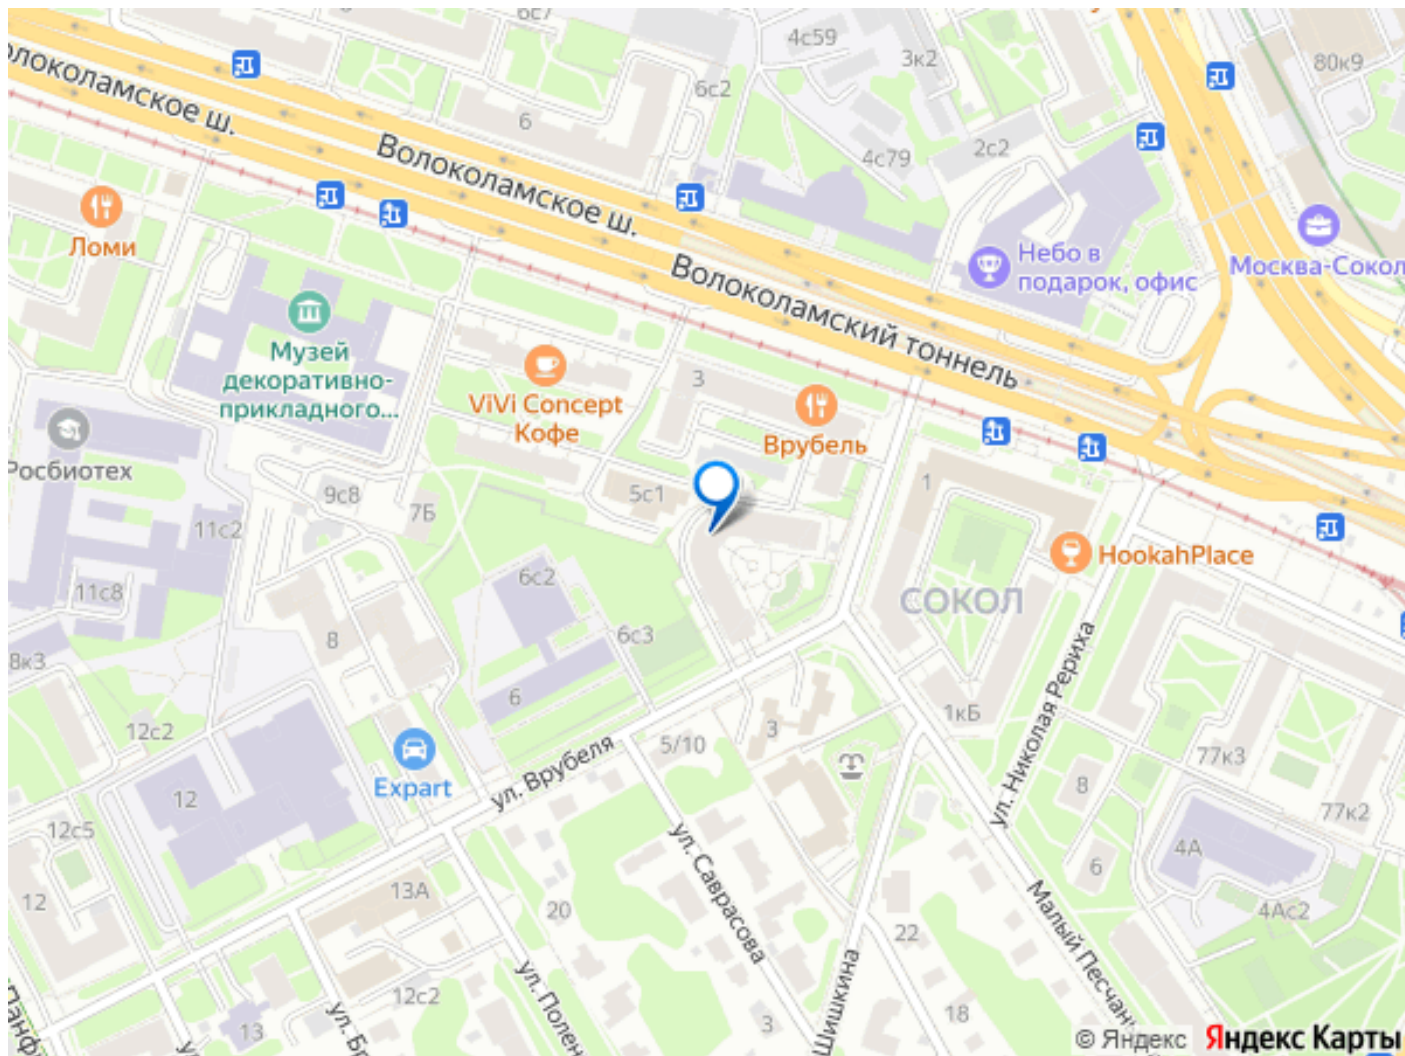 6с7
4с59
3к2
80к9
6с2
Волоколамское ш.
6
Волоколамское ш.
2с2
4с79
Ломи
Небо в
подарок, офис
Москва-Сокол
Волоколамский тоннель
Музей
декоративно-
прикладного...
3
ViVi Concept
Кофе
Врубель
Росбиотех
9с8
7Б
5с1
1
11с2
HookahPlace
6с2
11с8
СОКОЛ
8
6с3
8к3
6
1кБ
ул. Николая Рериха
12с2
5/10
3
77к3
ул. Врубеля
Expart
12
8
77к2
12с5
4А
6
ул. Саврасова
13А
12
20
4Ас2
22
Малый Песчан
ул. Полен
Шишкина
12с2
18
13
3
ул. Бр
Панф
© Яндекс Яндекс Карты